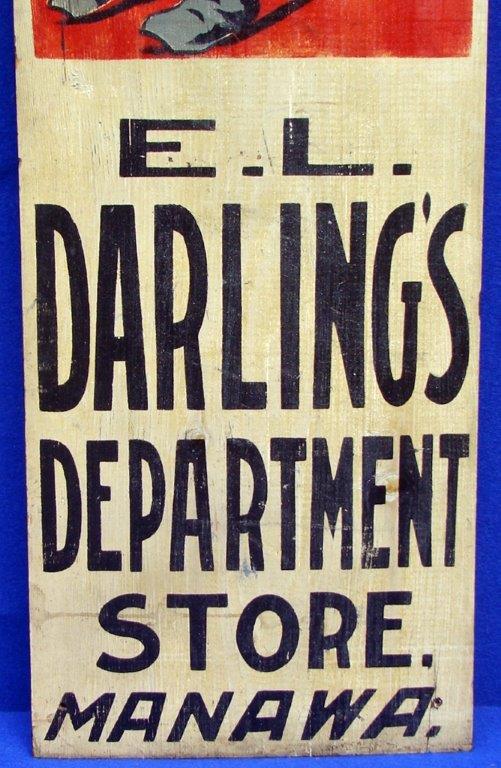 E.L.
DARLING'S
DEPARTMENT
STORE.
MANAWA: